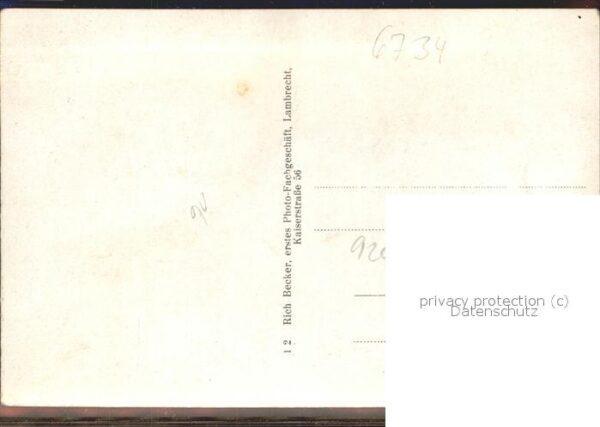 6734
12 Rich Becker, erstes Photo-Fachgeschäft, Lambrecht,
Kaiserstraße 56
privacy protection (c)
Datenschutz